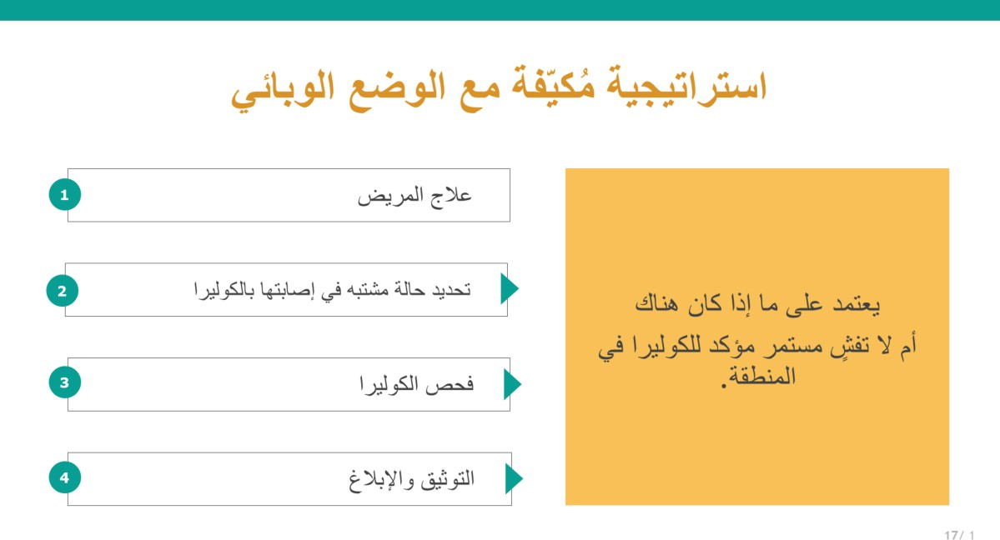 استراتيجية مُكيّفة مع الوضع الوبائي
يعتمد على ما إذا كان هناك
أم لا تفشٍ مستمر مؤكد للكوليرا في
المنطقة.
1
علاج المريض
2
تحديد حالة مشتبه في إصابتها بالكوليرا
3
فحص الكوليرا
4
التوثيق والإبلاغ
17/ 1